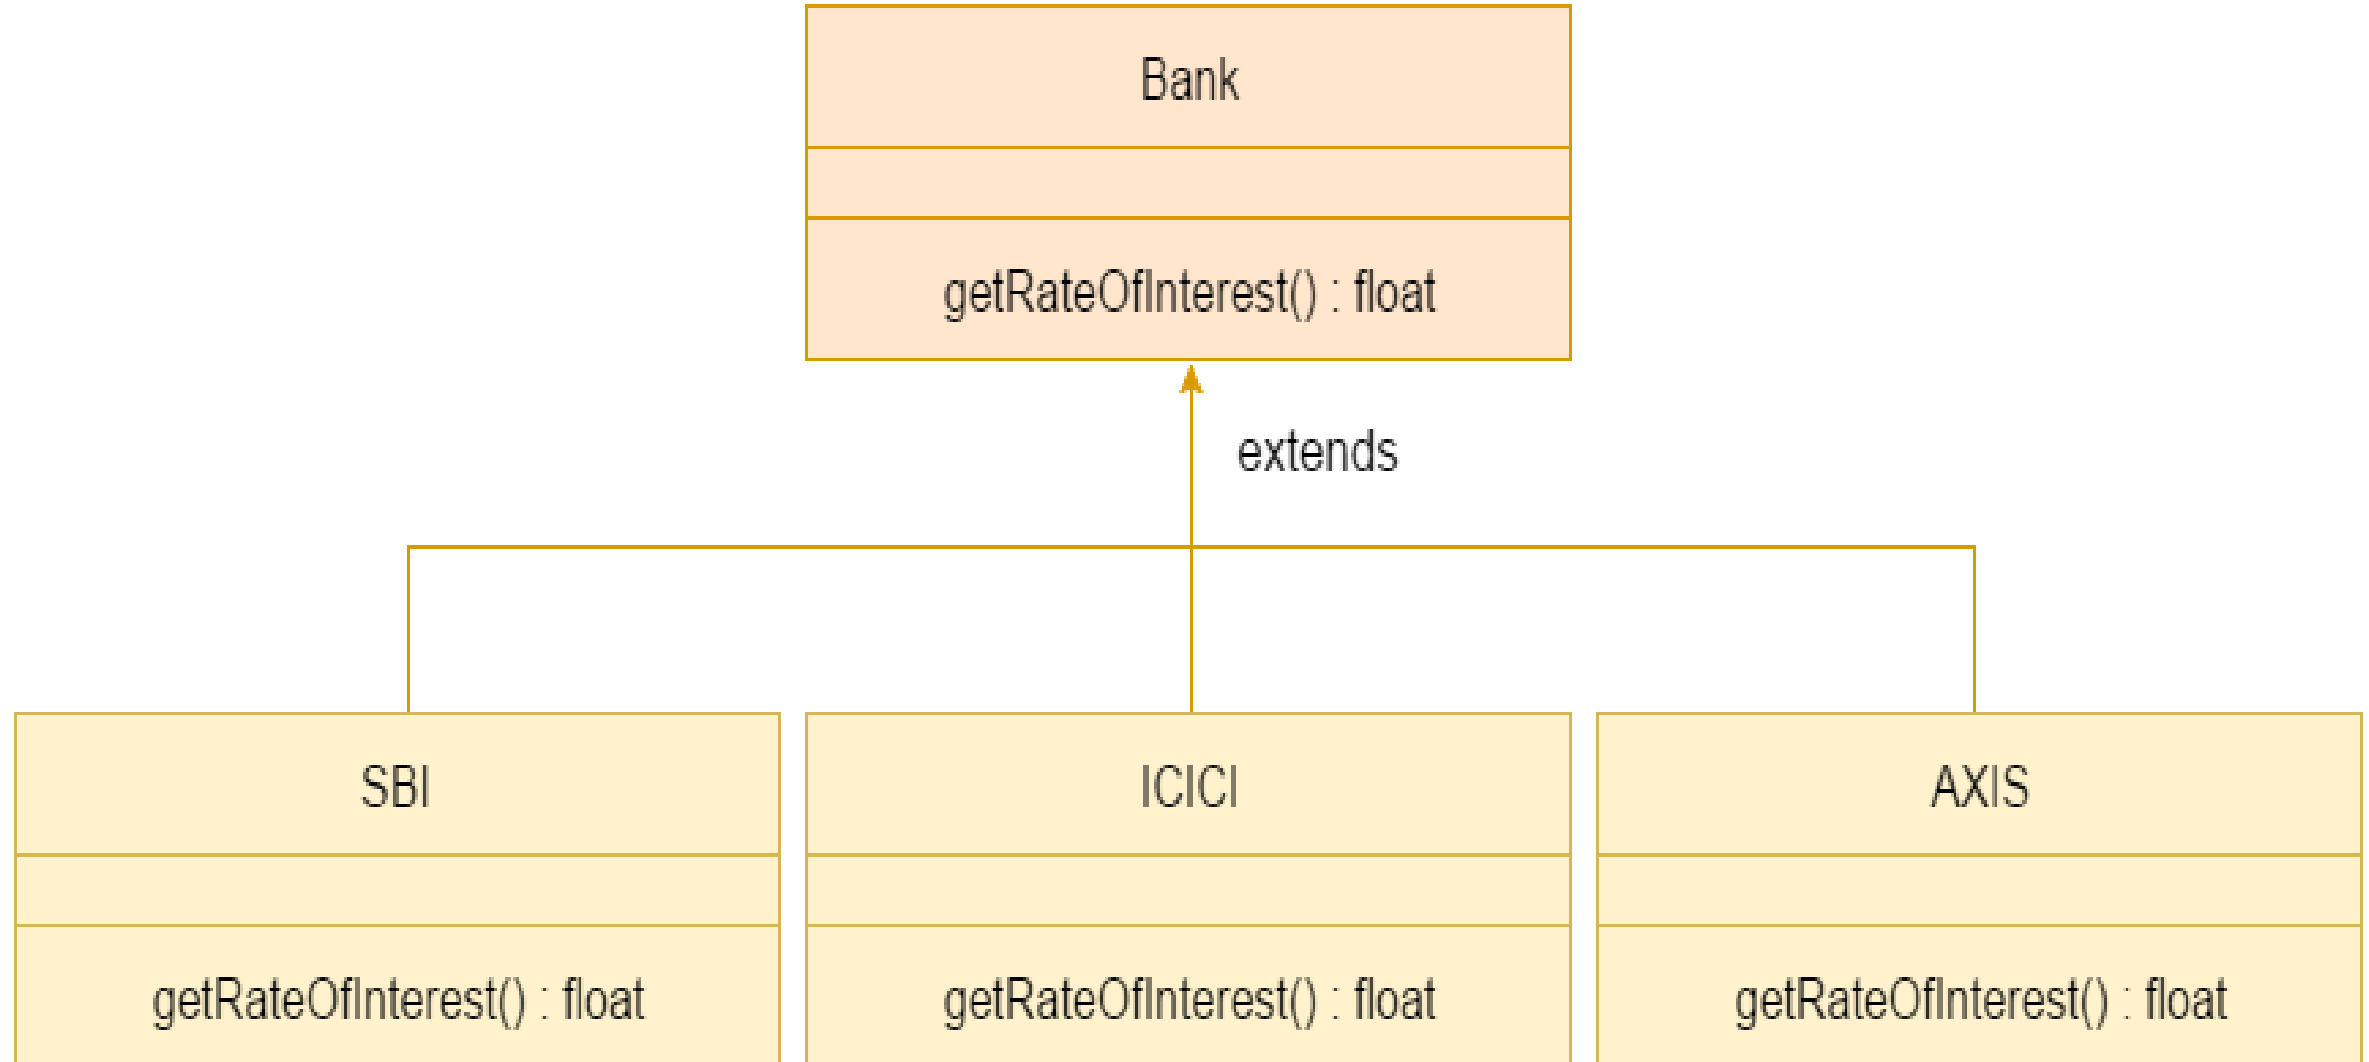 Bank
getRateOfInterest() : float
extends
SBI
ICICI
AXIS
getRateOfInterest() : float
getRateOfInterest() : float
getRateOfInterest() : float